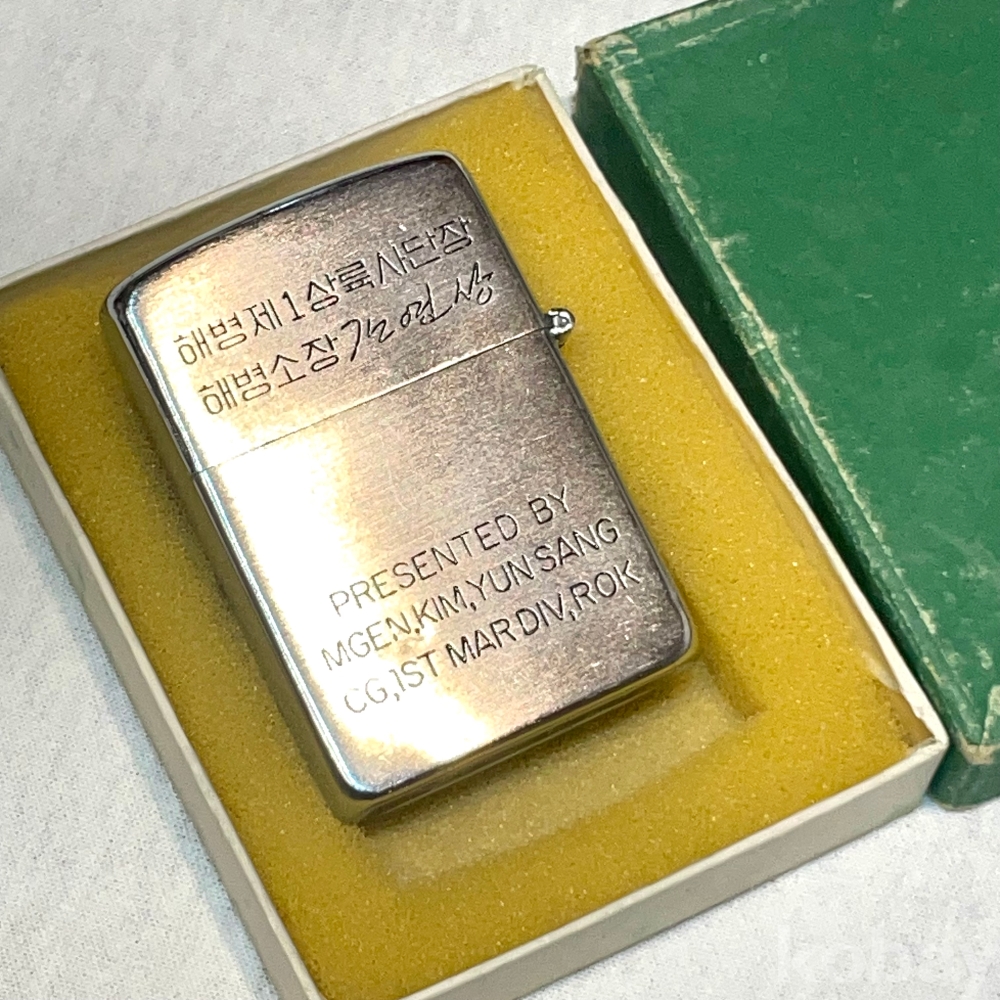 해병제1상륙사단장
해병소장 김연상
PRESENTED BY
MGEN.KIM,YUN SANG
CG,1ST MAR DIV,ROK
kobay